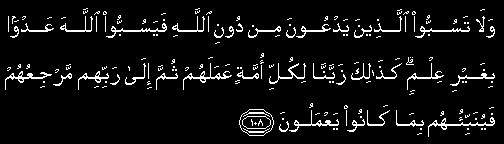 وَلَا تَسُبُّوا۟ ٱلَّذِينَ يَدْعُونَ مِن دُونِ ٱللَّهِ فَيَسُبُّوا۟ ٱللَّهَ عَدْوًۢا
بِغَيْرِ عِلْمٍۗ كَذَٰلِكَ زَيَّنَّا لِكُلِّ أُمَّةٍ عَمَلَهُمْ ثُمَّ إِلَىٰ رَبِّهِم مَّرْجِعُهُمْ
فَيُنَبِّئُهُم بِمَا كَانُوا۟ يَعْمَلُونَ ١٠٨